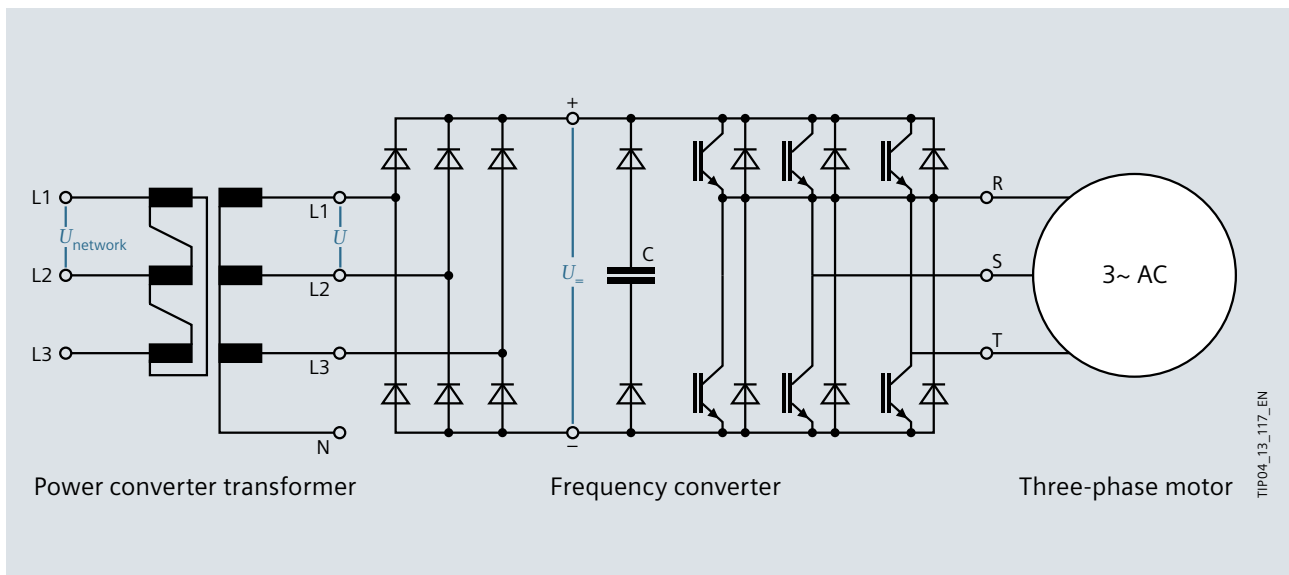 +
L1
L1
R
U network
U
L2
L2
U=
C
S
3~ AC
L3
L3
T
N
−
Power converter transformer
Frequency converter
Three-phase motor
TIP04_13_117_EN